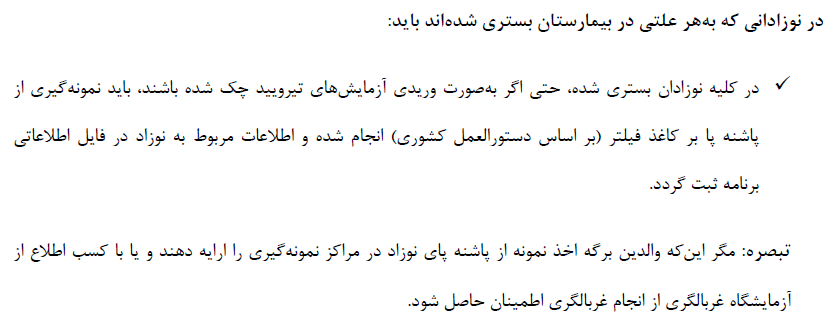 در نوزادانی که به‌هر علتی در بیمارستان بستری شده‌اند باید:
✓ در کلیه نوزادان بستری شده، حتی اگر به‌صورت وریدی آزمایش‌های تیرویید چک شده باشند، باید نمونه‌گیری از
پاشنه پا بر کاغذ فیلتر (بر اساس دستورالعمل کشوری) انجام شده و اطلاعات مربوط به نوزاد در فایل اطلاعاتی
برنامه ثبت گردد.
تبصره: مگر این‌که والدین برگه اخذ نمونه از پاشنه پای نوزاد در مراکز نمونه‌گیری را ارایه دهند و یا با کسب اطلاع از
آزمایشگاه غربالگری از انجام غربالگری اطمینان حاصل شود.